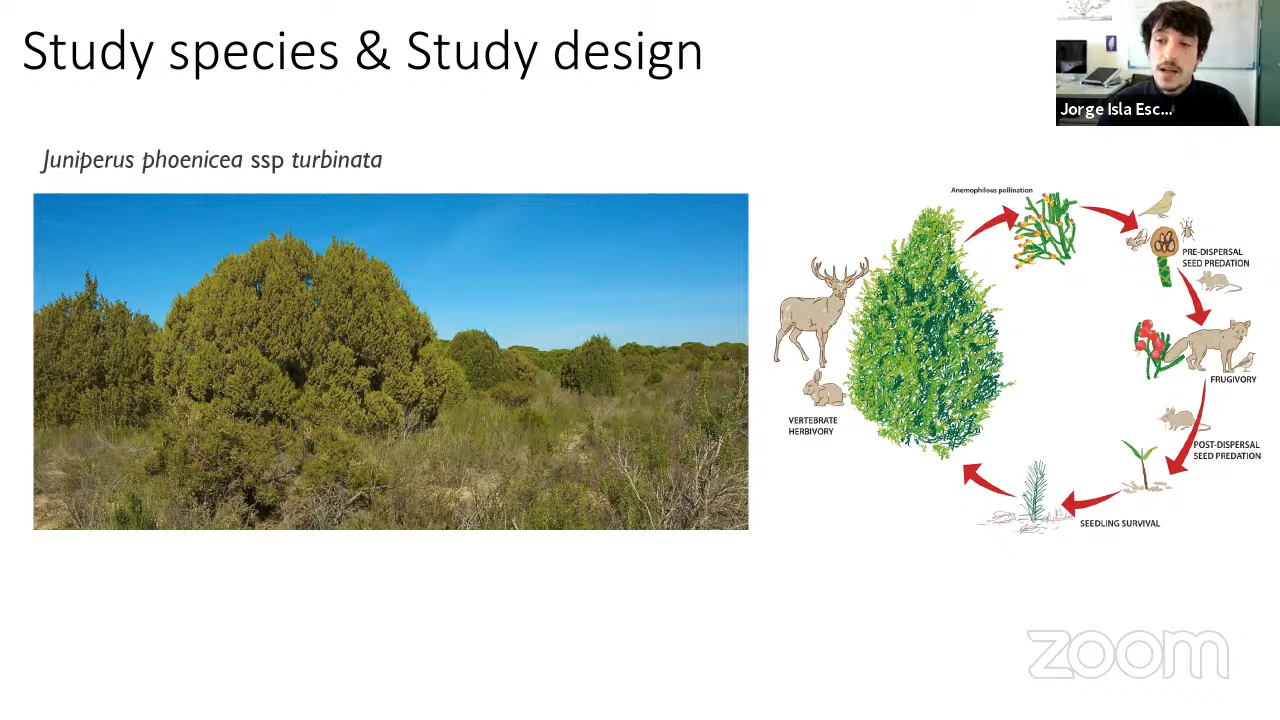 Study species & Study design
Jorge Isla Esc...
Juniperus phoenicea ssp turbinata
Anemophilous pollination
PRE-DISPERSAL
SEED PREDATION
FRUGIVORY
VERTEBRATE
HERBIVORY
POST-DISPERSAL
SEED PREDATION
SEEDLING SURVIVAL
zoom